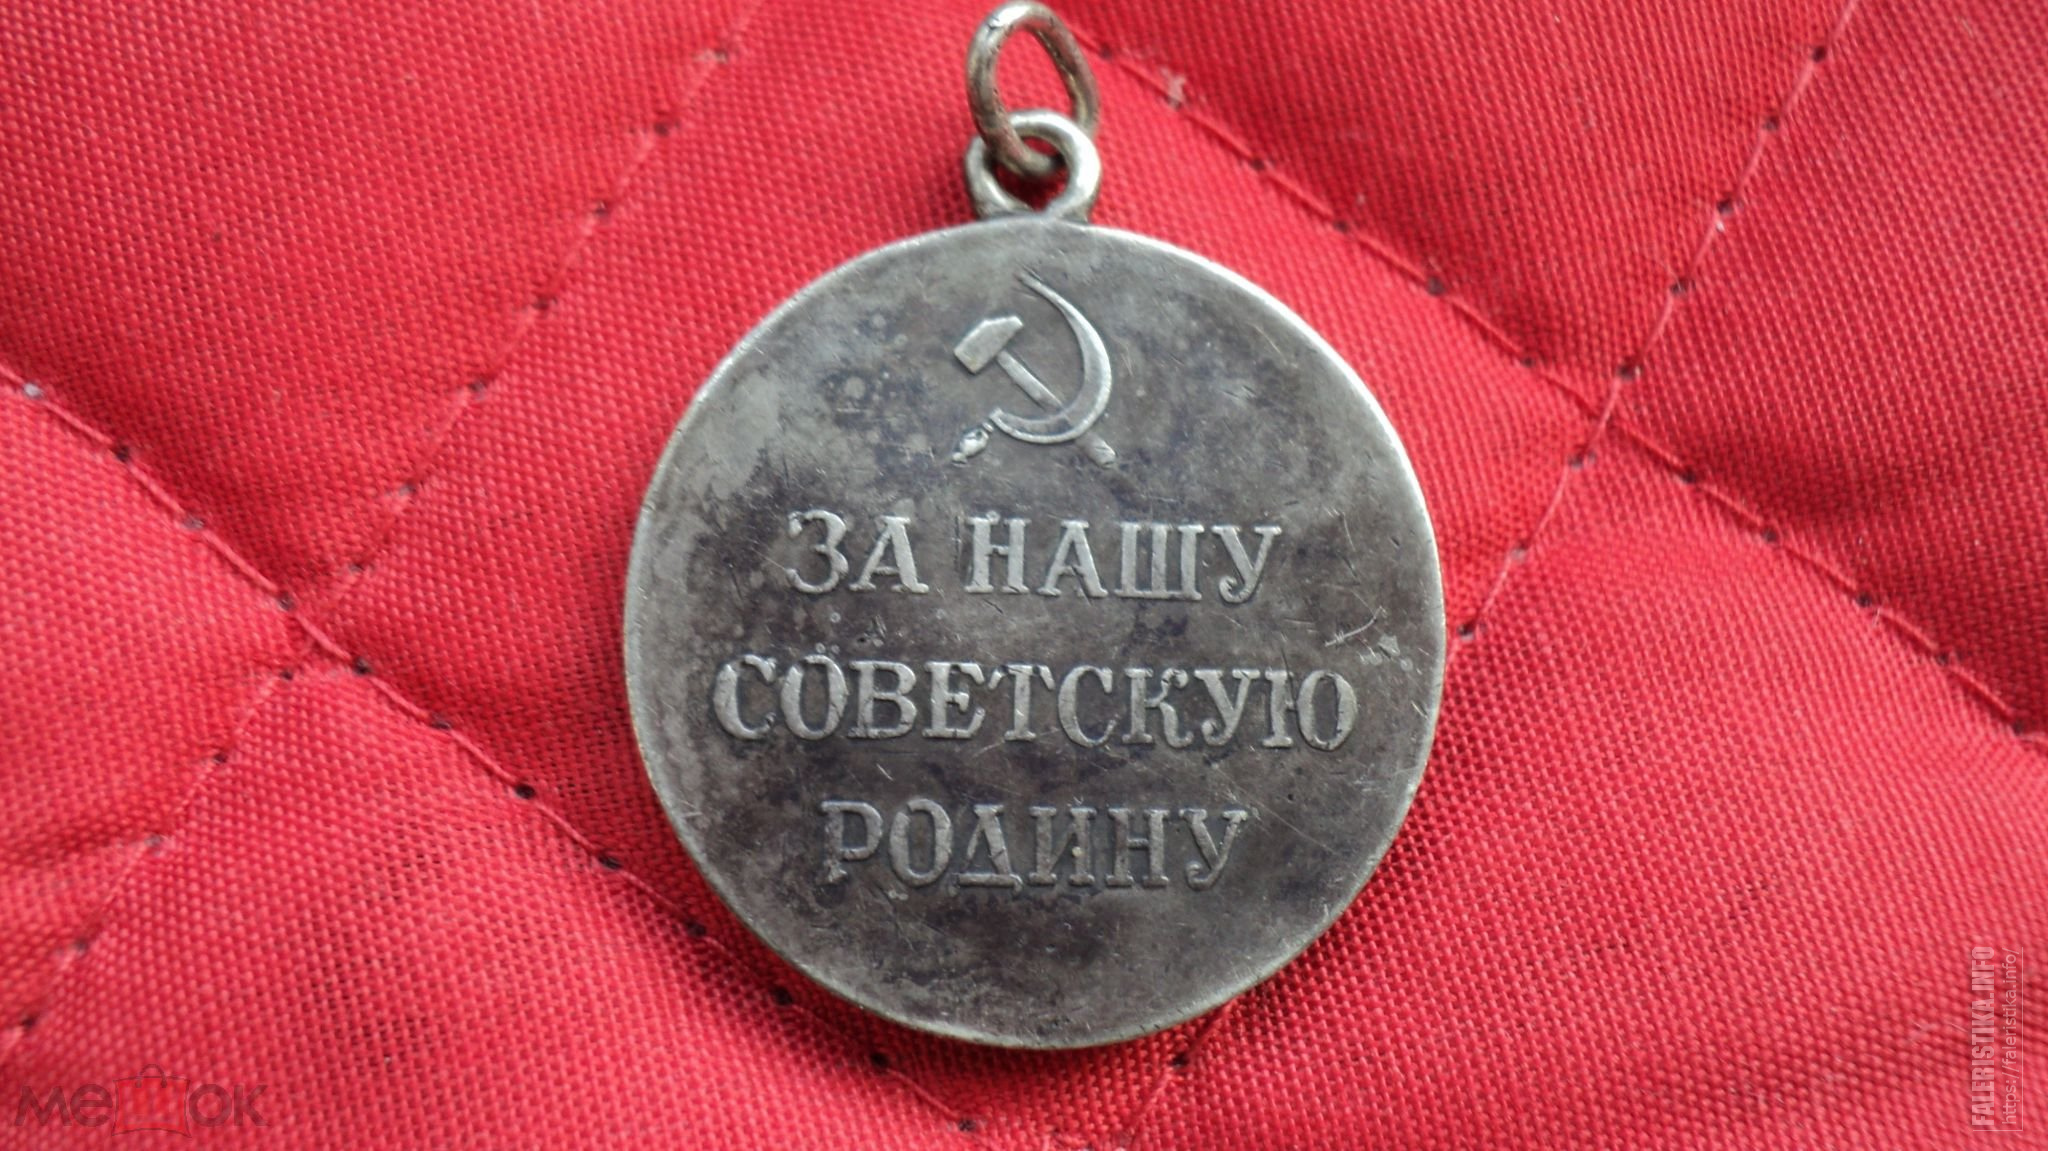 ЗА НАШУ
СОВЕТСКУЮ
РОДИНУ
мешок
FALERISTIKA.INFO
https://faleristika.info/